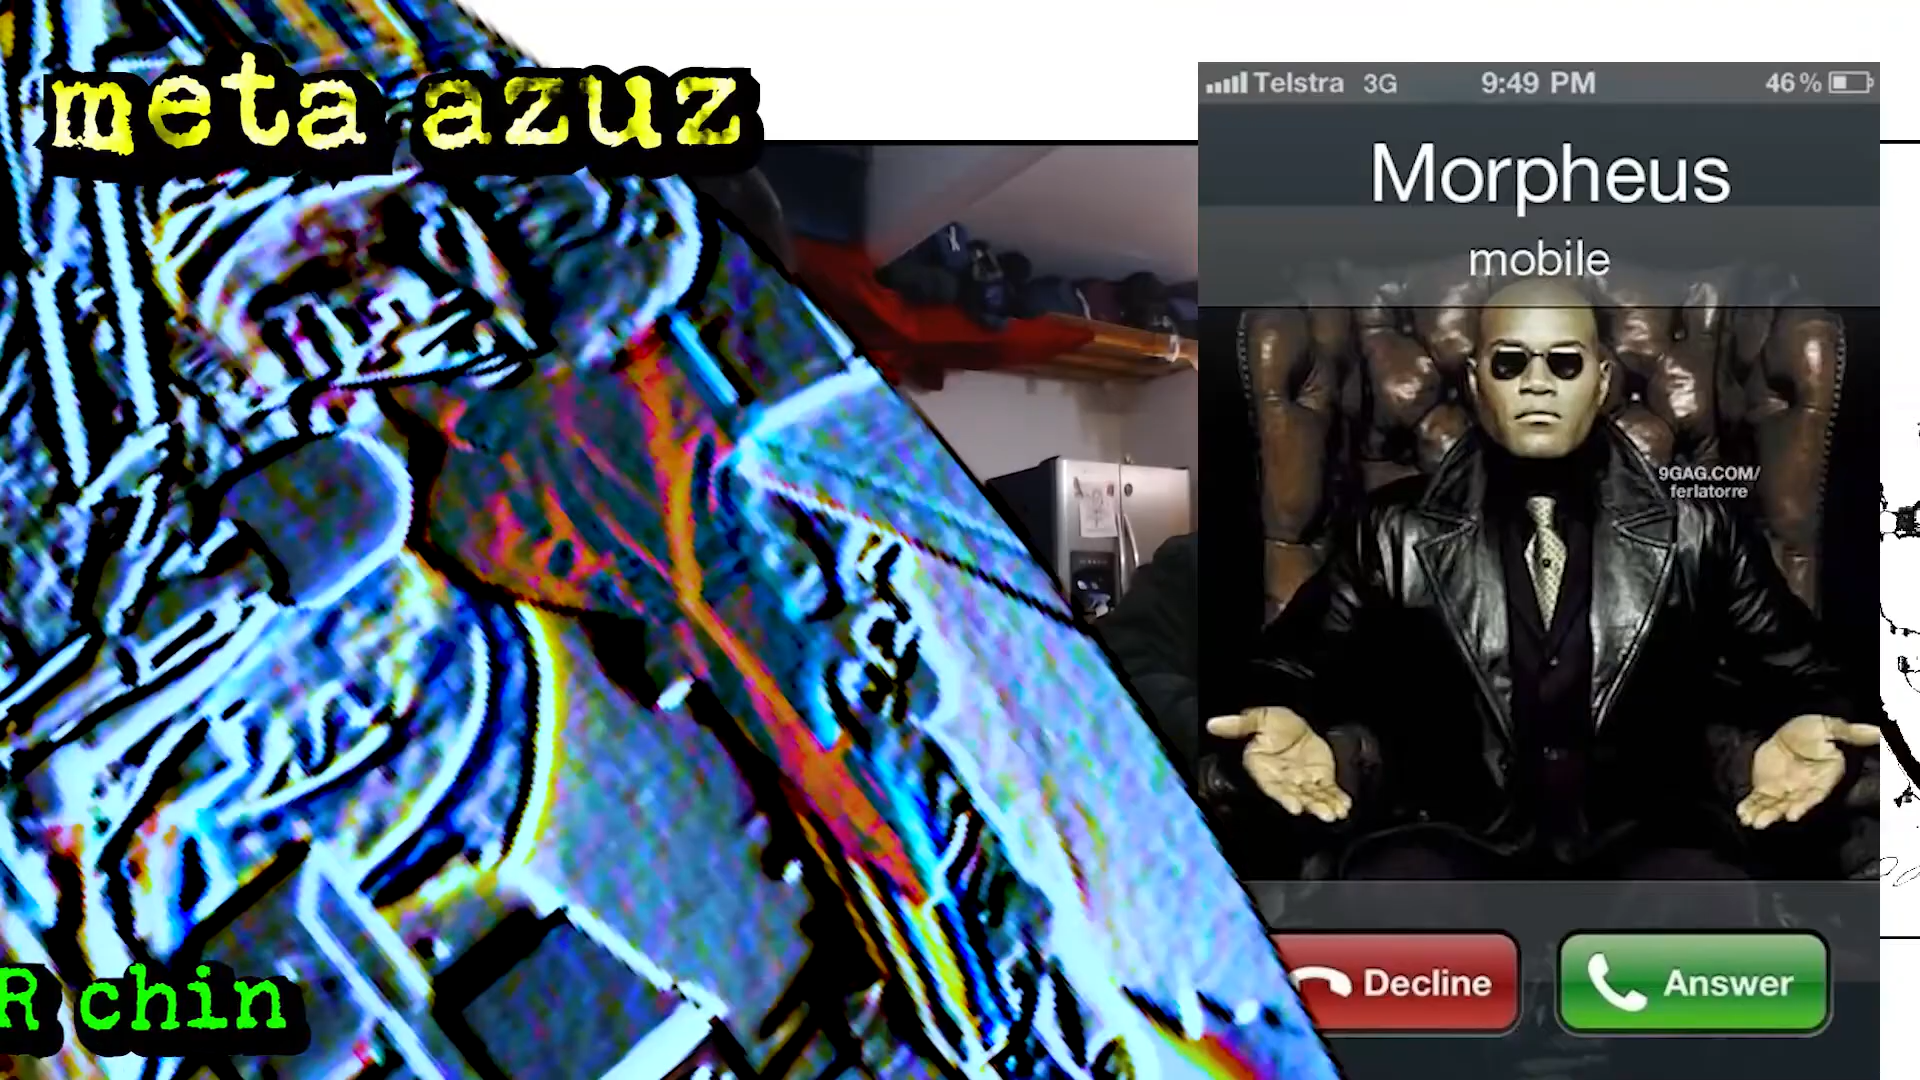 meta azuz
Telstra 3G 9:49 PM 46%
Morpheus
mobile
9GAG.COM/
ferlatorre
Decline Answer
R chin